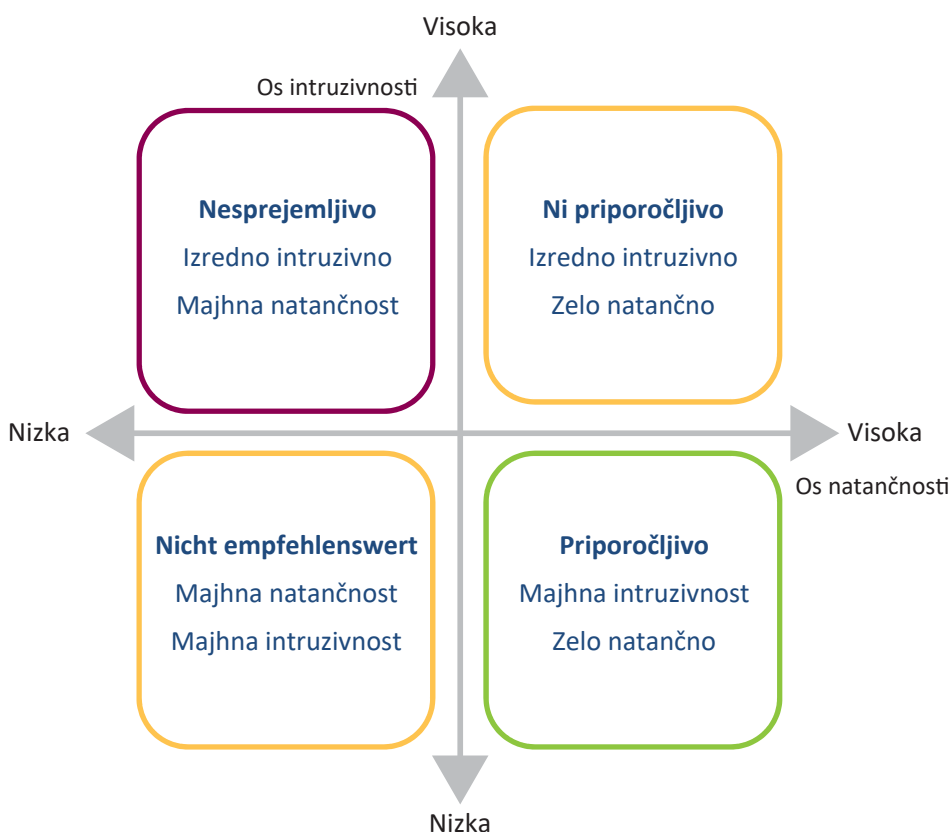 Visoka
Os intruzivnosti
Nesprejemljivo
Izredno intruzivno
Majhna natančnost
Ni priporočljivo
Izredno intruzivno
Zelo natančno
Nizka
Visoka
Os natančnosti
Nicht empfehlenswert
Majhna natančnost
Majhna intruzivnost
Priporočljivo
Majhna intruzivnost
Zelo natančno
Nizka